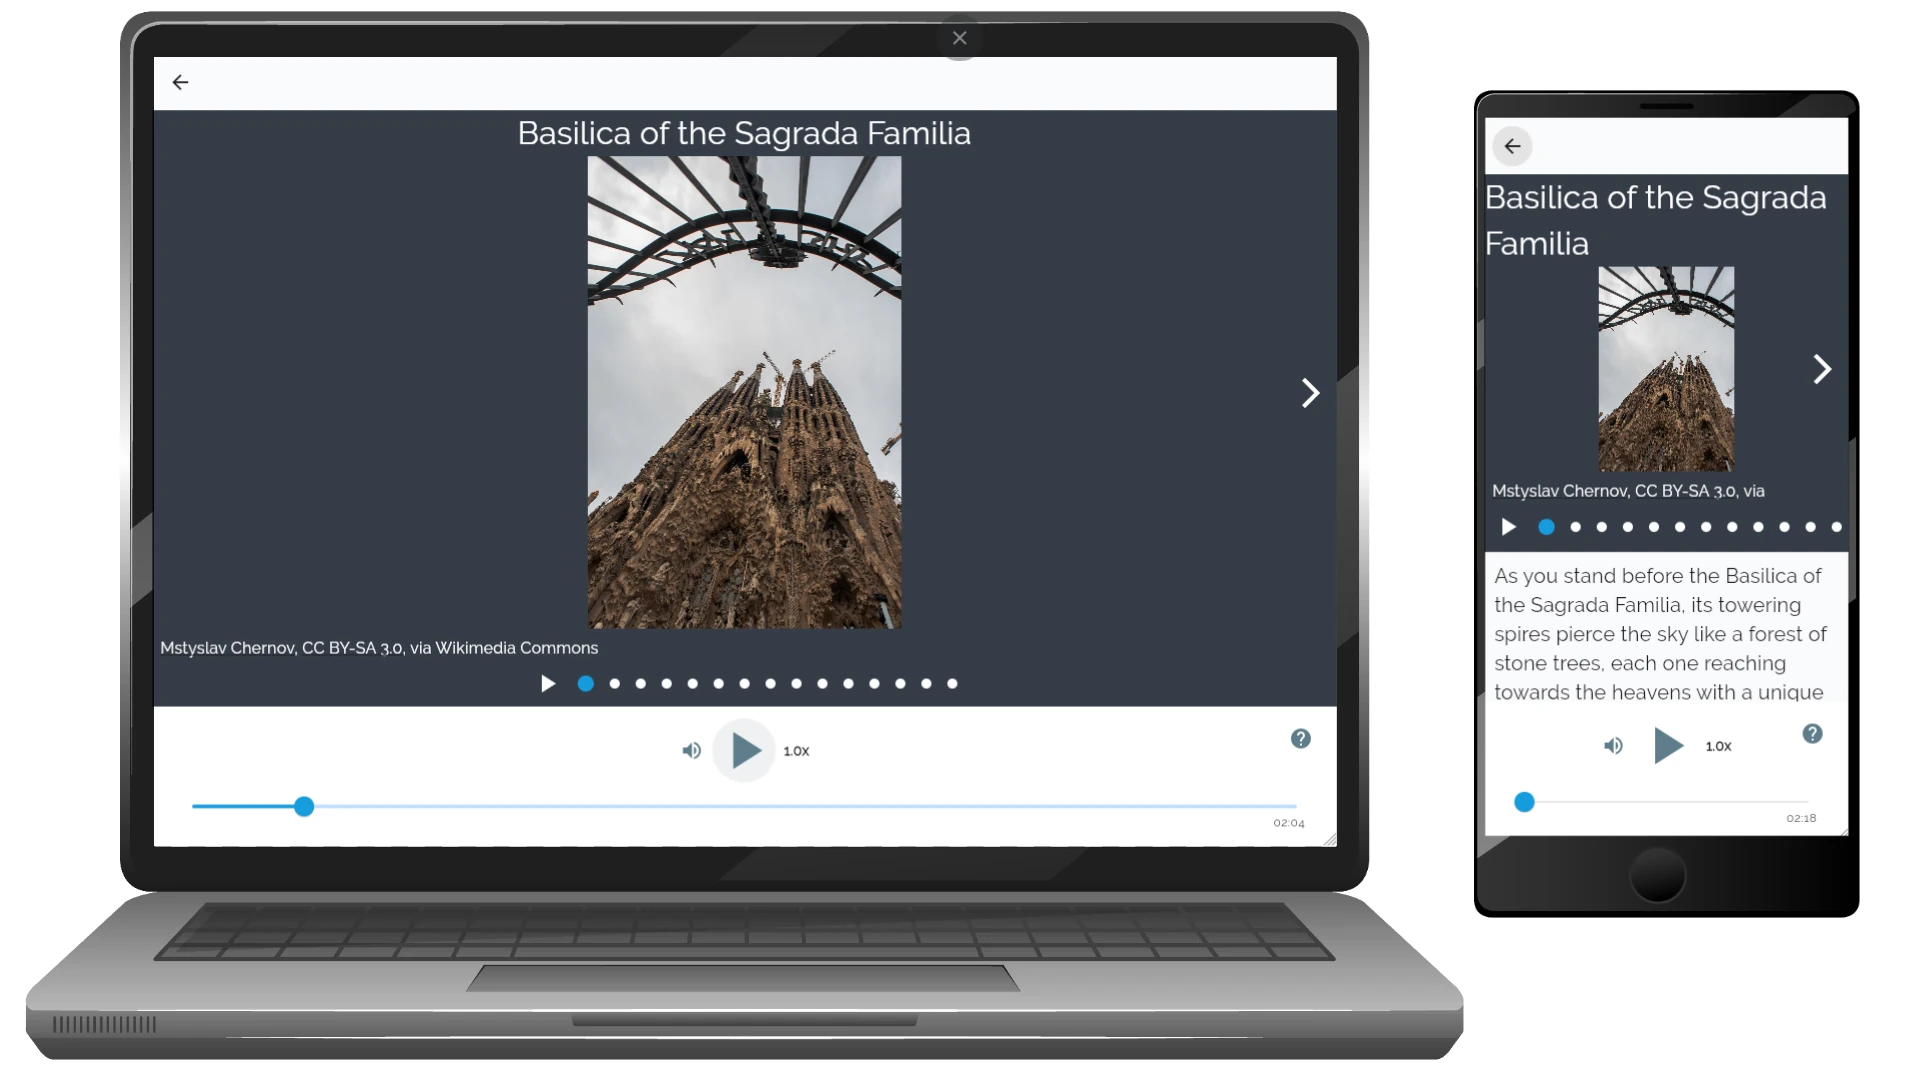 Basilica of the Sagrada Familia
Mstyslav Chernov, CC BY-SA 3.0, via Wikimedia Commons
1.0x
?
02:04
Basilica of the Sagrada
Familia
Mstyslav Chernov, CC BY-SA 3.0, via
As you stand before the Basilica of
the Sagrada Familia, its towering
spires pierce the sky like a forest of
stone trees, each one reaching
towards the heavens with a unique
1.0x
?
02:18